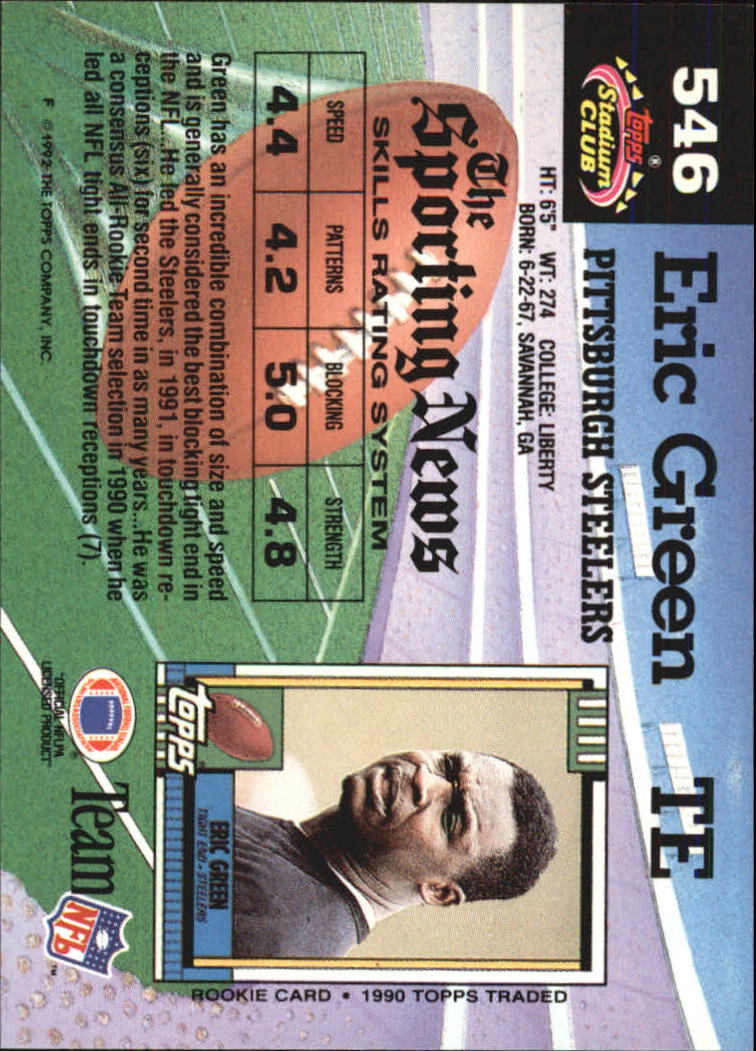 546
Topps®
Stadium
CLUB
Eric Green TE
PITTSBURGH STEELERS
HT: 6'5" WT: 274 COLLEGE: LIBERTY
BORN: 6-22-67, SAVANNAH, GA
The
Sporting News
SKILLS RATING SYSTEM
SPEED PATTERNS BLOCKING STRENGTH
4.4 4.2 5.0 4.8
Green has an incredible combination of size and speed
and is generally considered the best blocking tight end in
the NFL...He led the Steelers, in 1991, in touchdown re-
ceptions (six) for second time in as many years...He was
a consensus All-Rookie Team selection in 1990 when he
led all NFL tight ends in touchdown receptions (7).
F ©1992 THE TOPPS COMPANY, INC.
topps
ERIC GREEN
TIGHT END • STEELERS
ROOKIE CARD • 1990 TOPPS TRADED
"OFFICIAL NFLPA
LICENSED PRODUCT"
Team
NFL
™